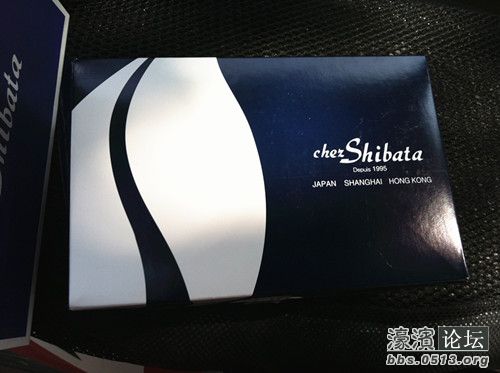 Shibata
chez Shibata
Depuis 1995
JAPAN SHANGHAI HONG KONG
濠滨论坛
bbs.0513.org